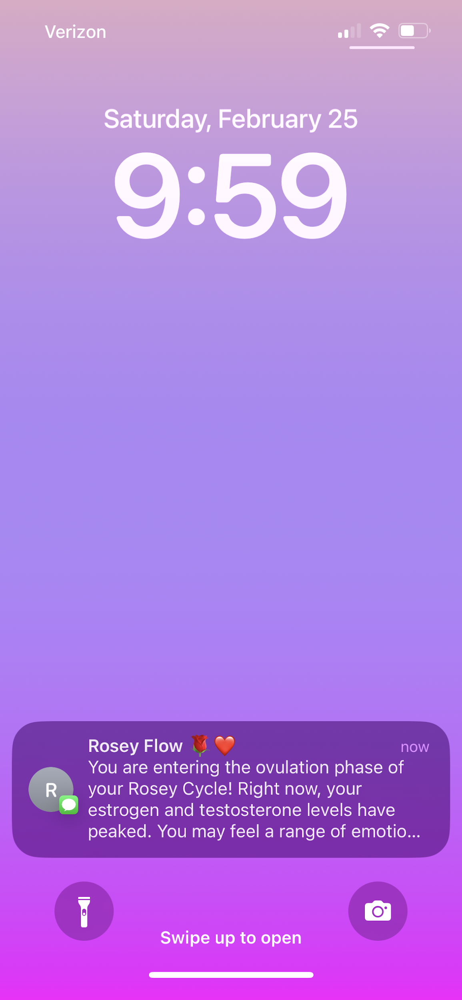 Verizon
Saturday, February 25
9:59
Rosey Flow 🌹❤️
now
You are entering the ovulation phase of
your Rosey Cycle! Right now, your
estrogen and testosterone levels have
peaked. You may feel a range of emotio...
R
Swipe up to open